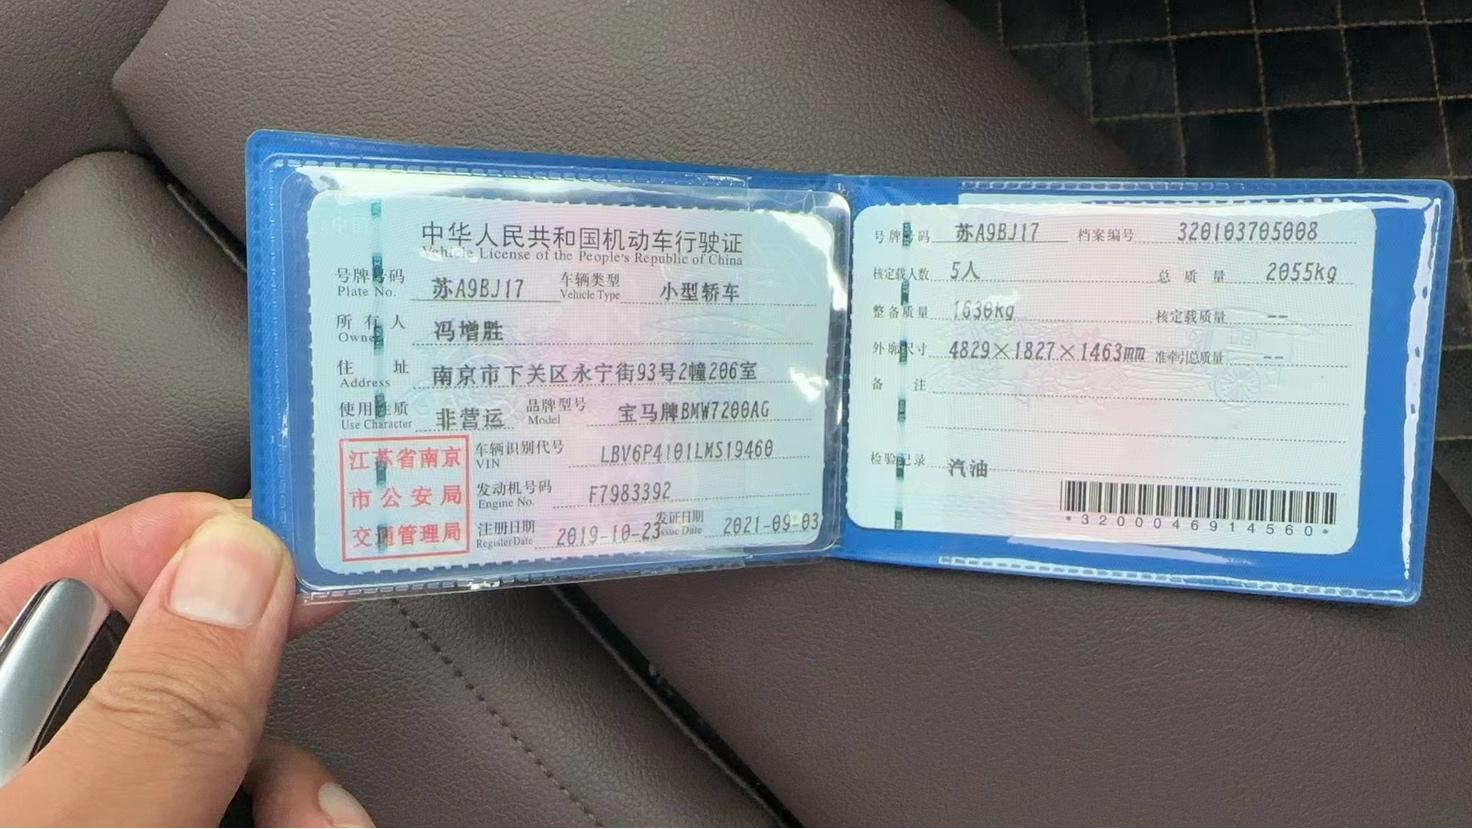 中华人民共和国机动车行驶证
Vehicle License of the People's Republic of China
号牌号码 苏A9BJ17 车辆类型 小型轿车
Plate No. Vehicle Type
所有人 冯增胜
Owner
住址 南京市下关区永宁街93号2幢206室
Address
使用性质 非营运 品牌型号 宝马牌BMW7200AG
Use Character Model
江苏省南京
市公安局
交通管理局
车辆识别代号 LBV6P4101LMS19460
VIN
发动机号码 F7983392
Engine No.
注册日期 2019-10-23 发证日期 2021-09-03
Register Date Issue Date
号牌号码 苏A9BJ17 档案编号 320103705008
核定载人数 5人 总质量 2055kg
整备质量 1630kg 核定载质量 --
外廓尺寸 4829×1827×1463mm 准牵引总质量 --
备注
检验记录 汽油
*3200046914560*